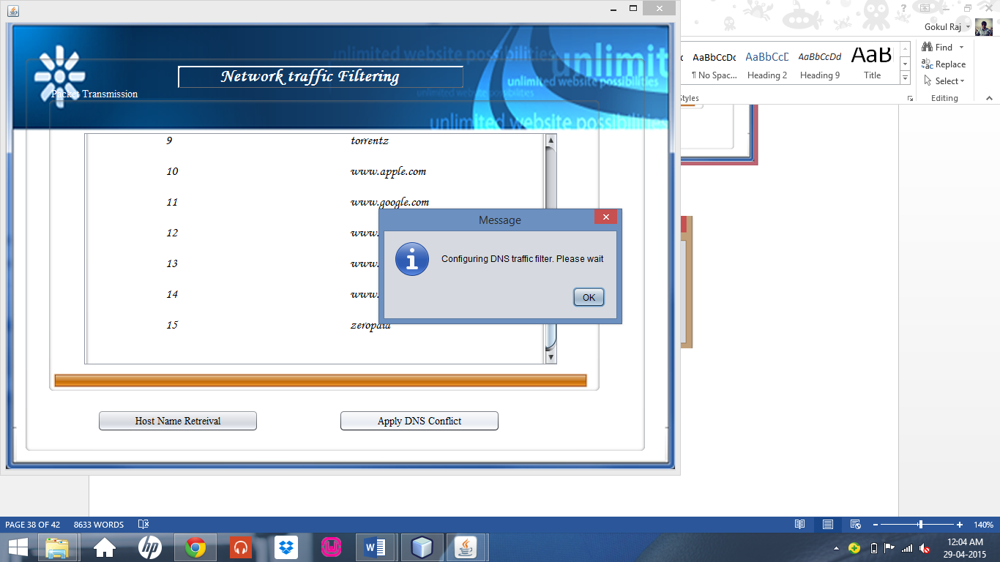 Gokul Raj
unlimited website possibilities
unlimit
unlimited website possibilities
unlimited website possibilities
unlimited website possibilities
Network traffic Filtering
Packet Transmission
9 torrentz
10 www.apple.com
11 www.google.com
12 www.
13 www.
14 www.
15 zeropaid
Message
Configuring DNS traffic filter. Please wait
OK
Host Name Retreival
Apply DNS Conflict
AaBbCcDc
AaBbCcD
AaBbCcDd
AaB
¶ No Spac...
Heading 2
Heading 9
Title
Styles
Find
Replace
Select
Editing
PAGE 38 OF 42
8633 WORDS
140%
12:04 AM
29-04-2015